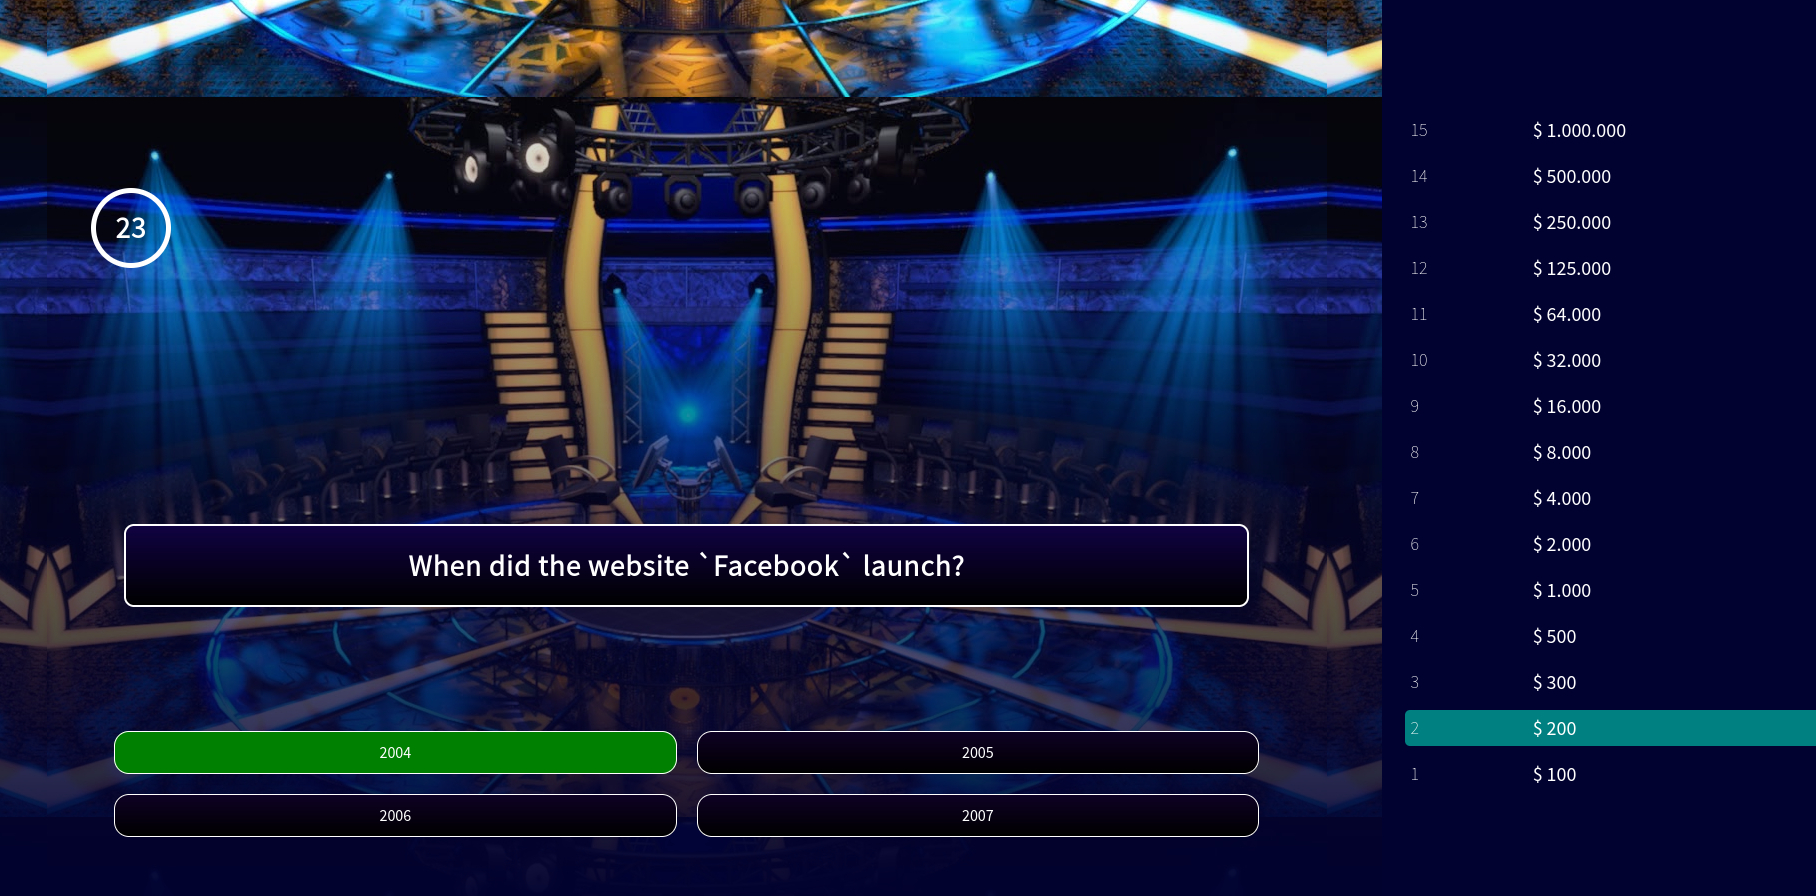 23
When did the website `Facebook` launch?
2004
2005
2006
2007
15 $ 1.000.000
14 $ 500.000
13 $ 250.000
12 $ 125.000
11 $ 64.000
10 $ 32.000
9 $ 16.000
8 $ 8.000
7 $ 4.000
6 $ 2.000
5 $ 1.000
4 $ 500
3 $ 300
2 $ 200
1 $ 100